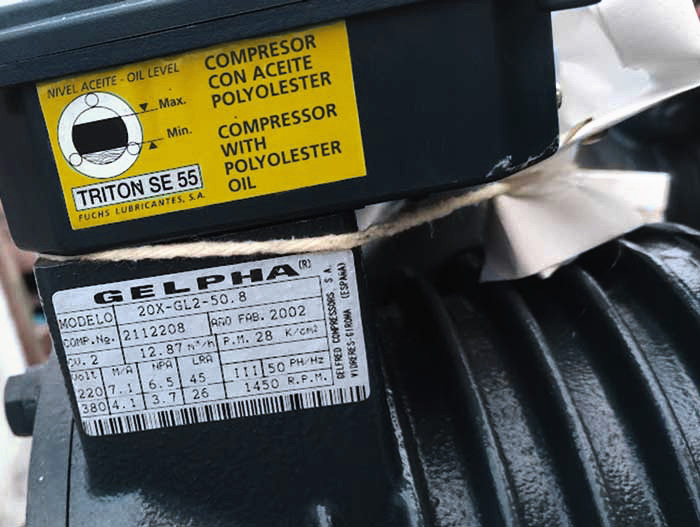 NIVEL ACEITE - OIL LEVEL
Max.
Min.
TRITON SE 55
FUCHS LUBRICANTES, S.A.
COMPRESOR
CON ACEITE
POLYOLESTER
COMPRESSOR
WITH
POLYOLESTER
OIL
GELPHA (R)
MODELO 20X-GL2-50.8
COMP.No. 2112208 AÑO FAB. 2002
CV. 2 12.87 m³/h P.M. 28 K/cm²
Volt M/A NPA LRA III 50 PH/Hz
220 7.1 6.5 45 1450 R.P.M.
380 4.1 3.7 26
GELFRED COMPRESSORS S.A.
VIDRERES-GIRONA (ESPAÑA)